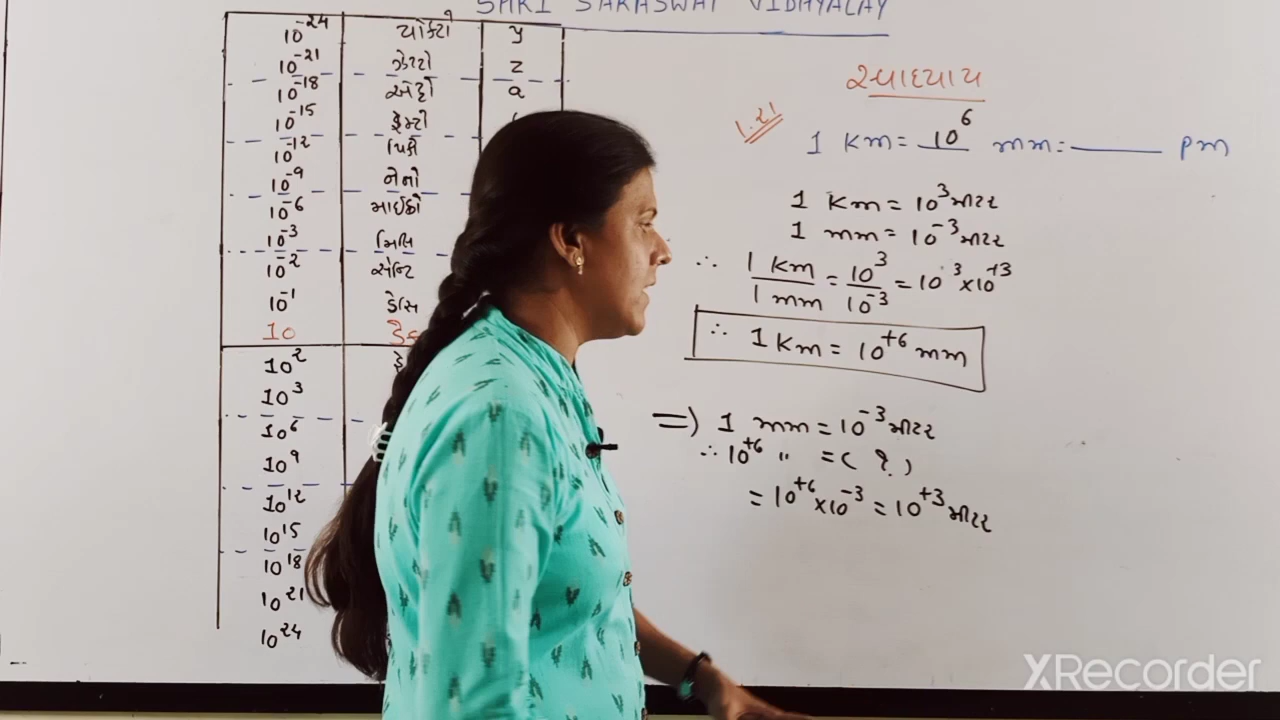 SHRI SARASWAT VIDHYALAY
10⁻²⁴ યોક્ટો y
10⁻²¹ ઝેપ્ટો z
10⁻¹⁸ એટ્ટો a
10⁻¹⁵ ફેમ્ટો
10⁻¹² પિકો
10⁻⁹ નેનો
10⁻⁶ માઈક્રો
10⁻³ મિલિ
10⁻² સેન્ટિ
10⁻¹ ડેસિ
10 ડે
10²
10³
10⁶
10⁹
10¹²
10¹⁵
10¹⁸
10²¹
10²⁴
સ્વાધ્યાય
1.21
1 Km = 10⁶ mm = ______ pm
1 Km = 10³ મીટર
1 mm = 10⁻³ મીટર
∴ 1 Km / 1 mm = 10³ / 10⁻³ = 10³ × 10⁺³
∴ 1 Km = 10⁺⁶ mm
⇒ 1 mm = 10⁻³ મીટર
∴ 10⁺⁶ " = ( ? )
= 10⁺⁶ × 10⁻³ = 10⁺³ મીટર
XRecorder